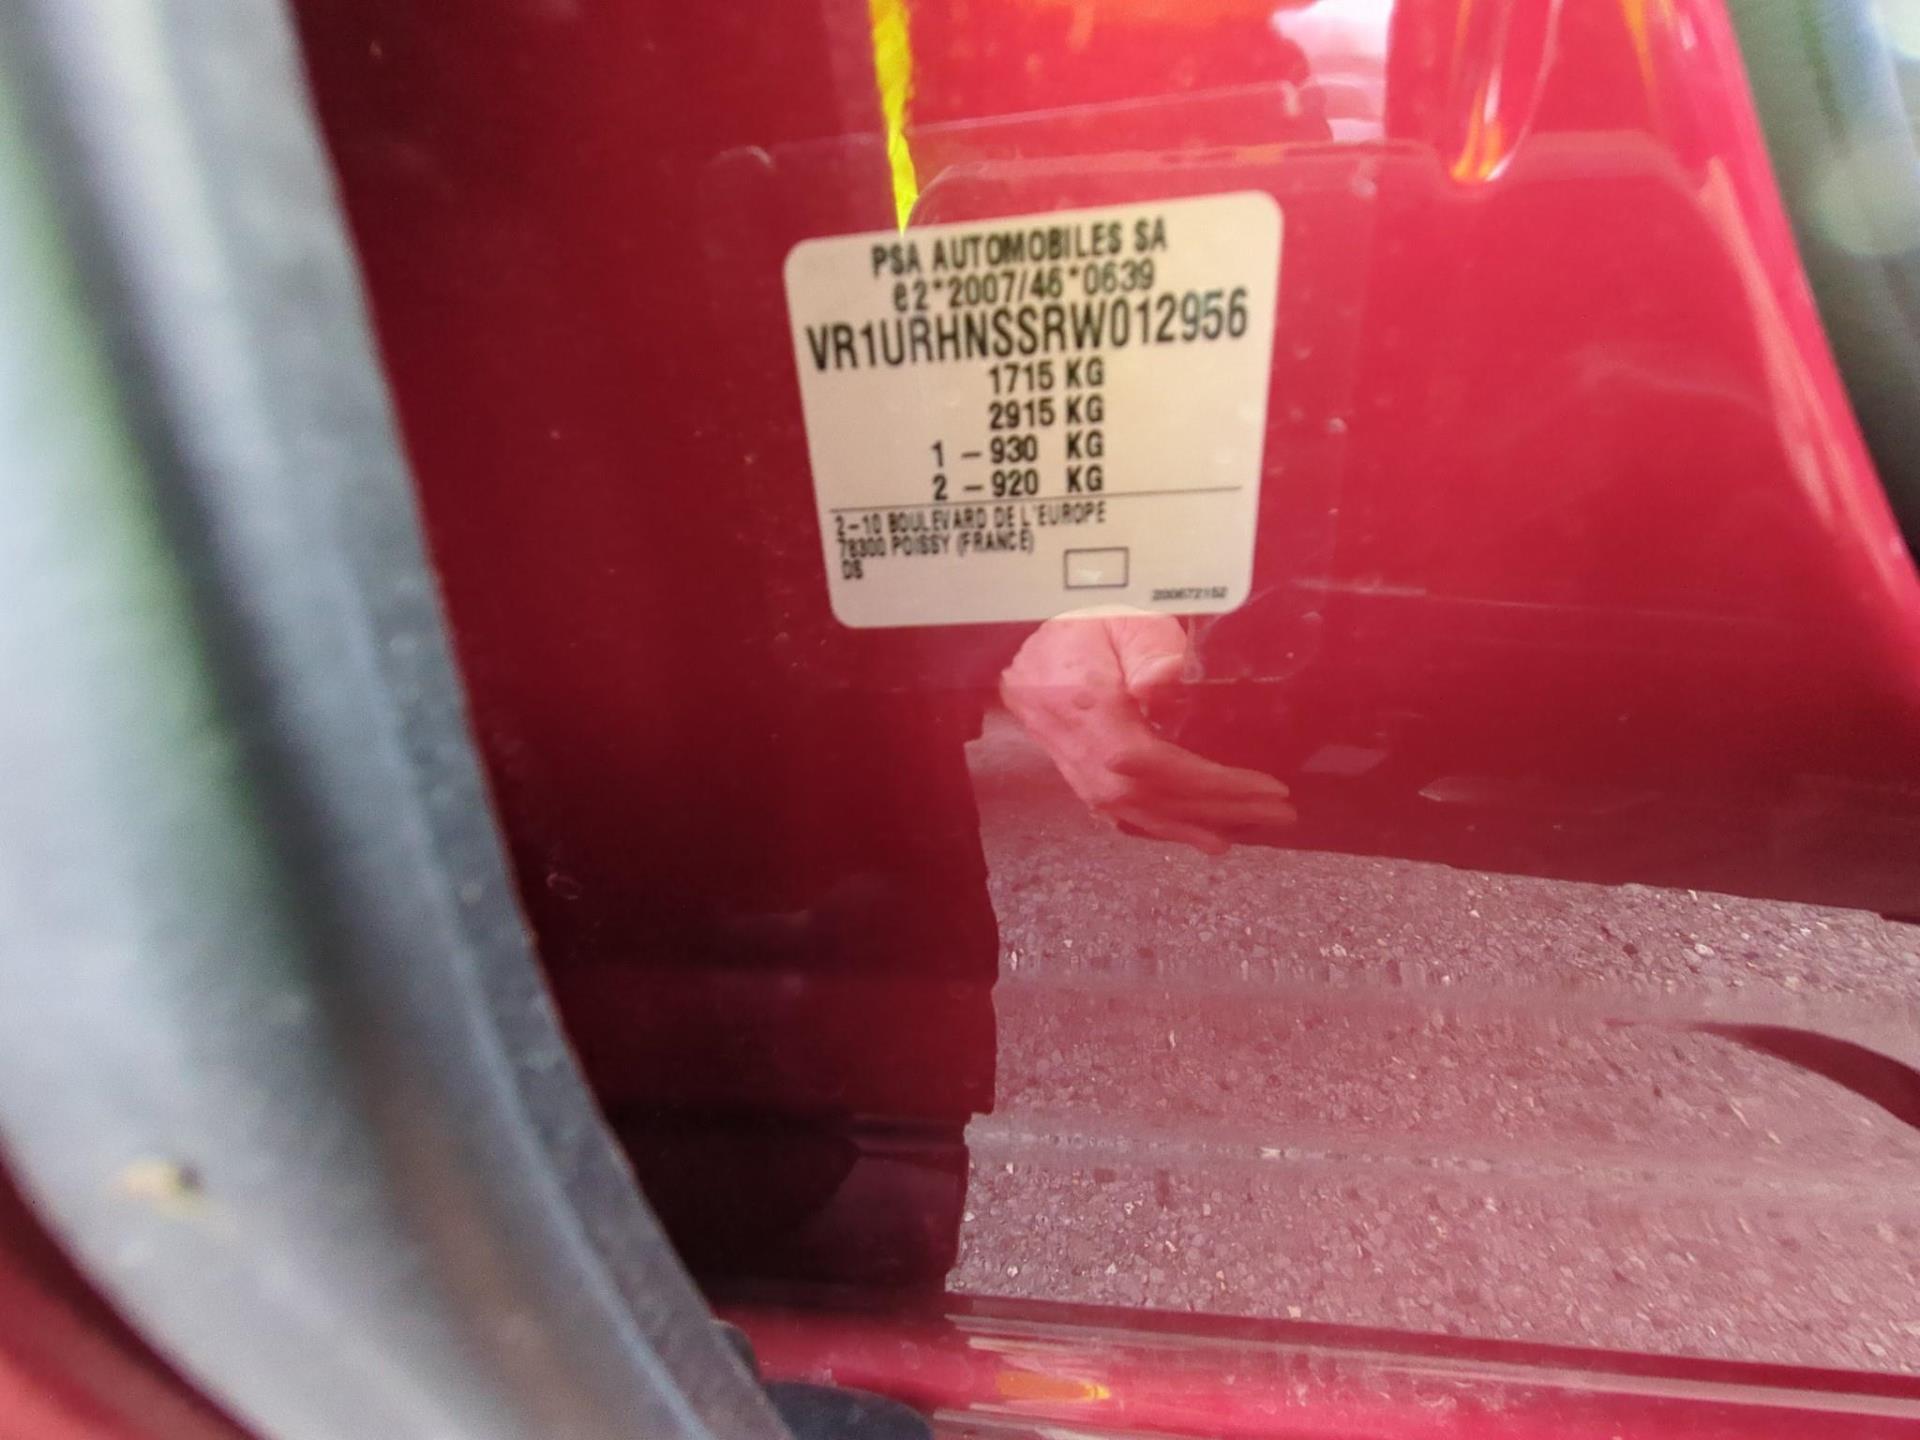 PSA AUTOMOBILES SA
e2*2007/46*0639
VR1URHNSSRW012956
1715 KG
2915 KG
1 – 930 KG
2 – 920 KG
2–10 BOULEVARD DE L'EUROPE
78300 POISSY (FRANCE)
DS
200672152